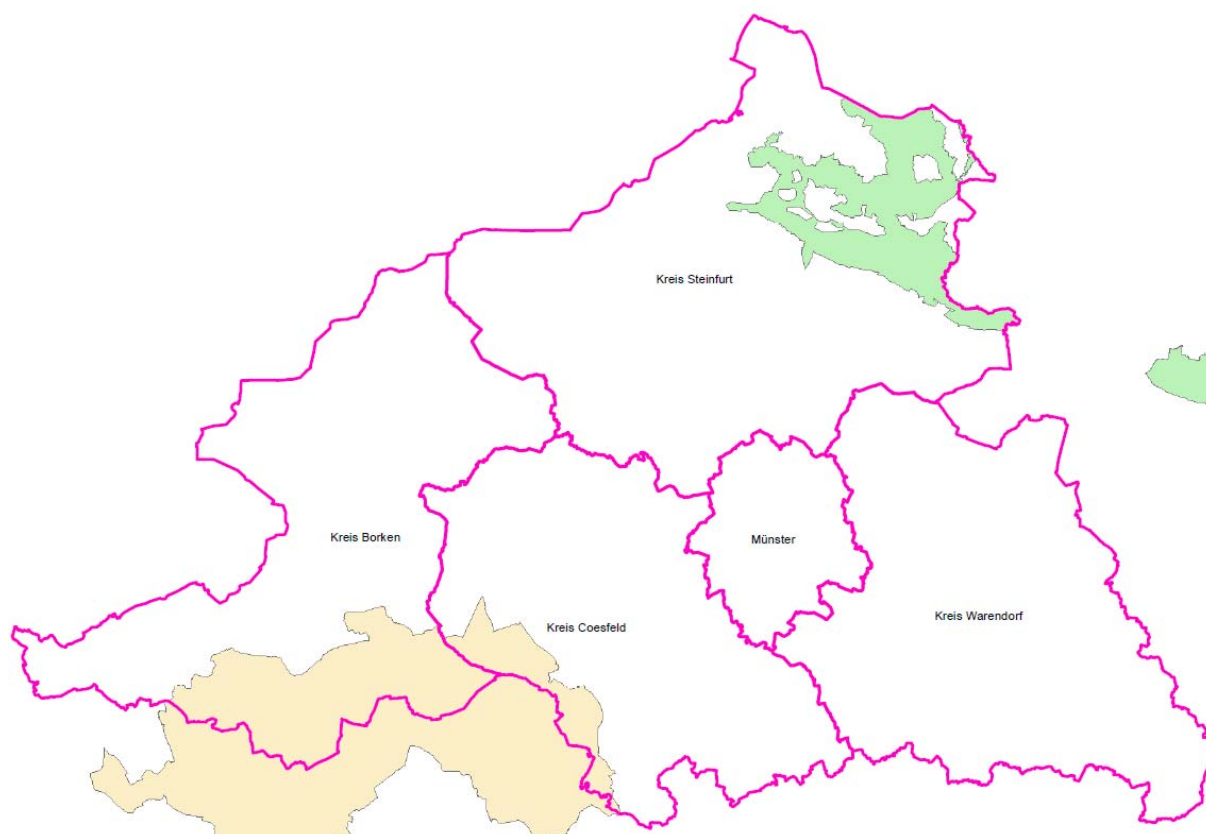 Kreis Steinfurt
Kreis Borken
Münster
Kreis Coesfeld
Kreis Warendorf